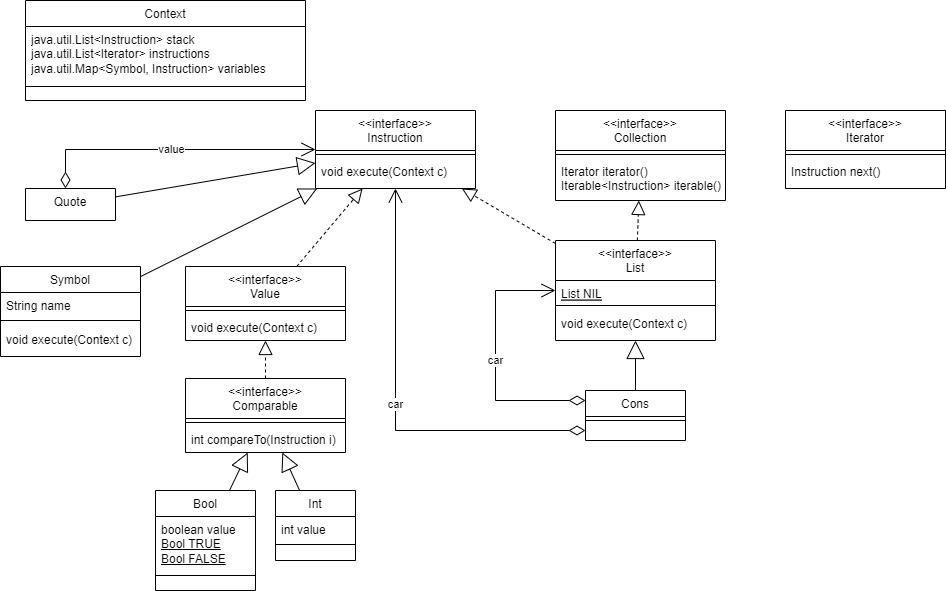 Context
java.util.List<Instruction> stack
java.util.List<Iterator> instructions
java.util.Map<Symbol, Instruction> variables
<<interface>>
Instruction
void execute(Context c)
<<interface>>
Collection
Iterator iterator()
Iterable<Instruction> iterable()
<<interface>>
Iterator
Instruction next()
value
Quote
Symbol
String name
void execute(Context c)
<<interface>>
Value
void execute(Context c)
<<interface>>
List
List NIL
void execute(Context c)
car
car
<<interface>>
Comparable
int compareTo(Instruction i)
Cons
Bool
boolean value
Bool TRUE
Bool FALSE
Int
int value